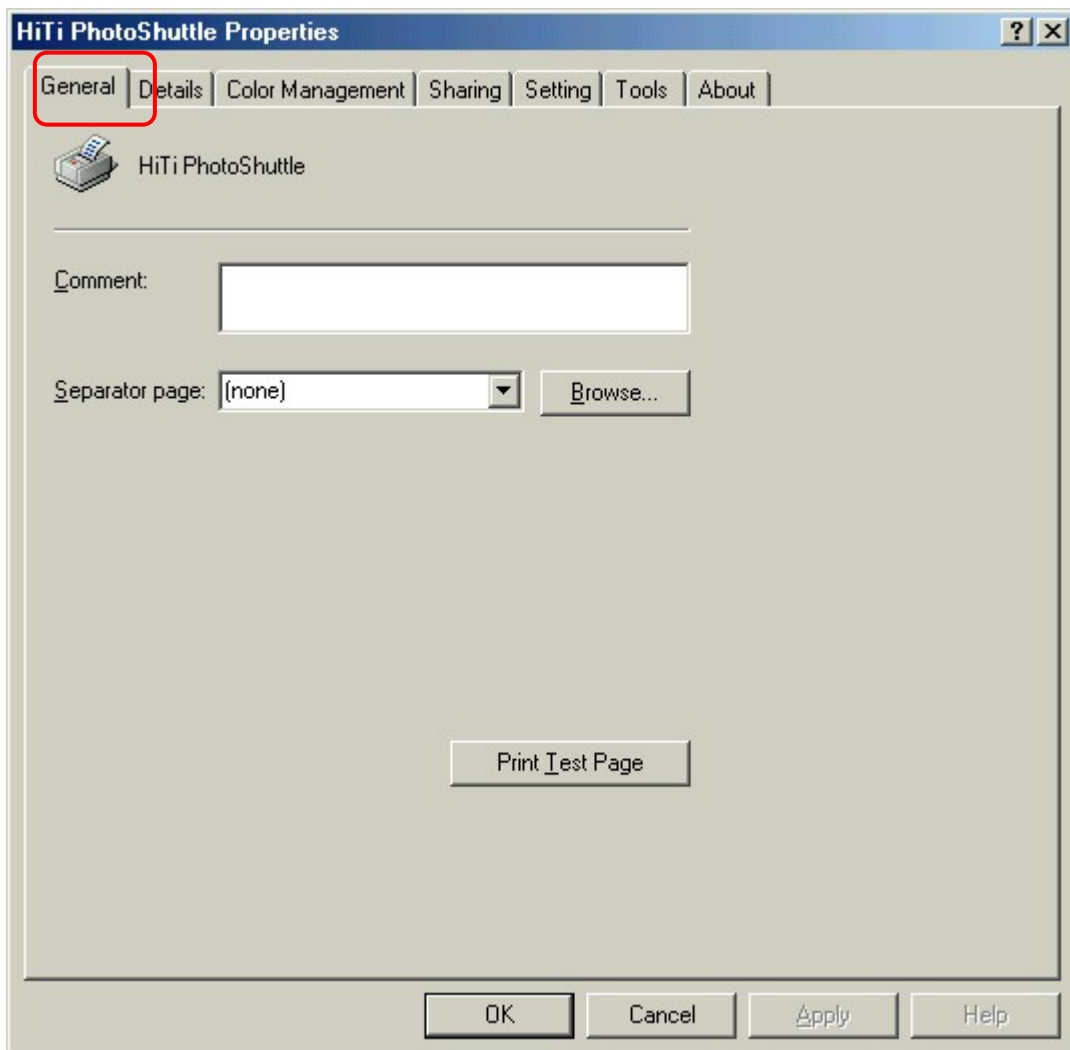 HiTi PhotoShuttle Properties
General Details Color Management Sharing Setting Tools About
HiTi PhotoShuttle
Comment:
Separator page: (none) Browse...
Print Test Page
OK Cancel Apply Help